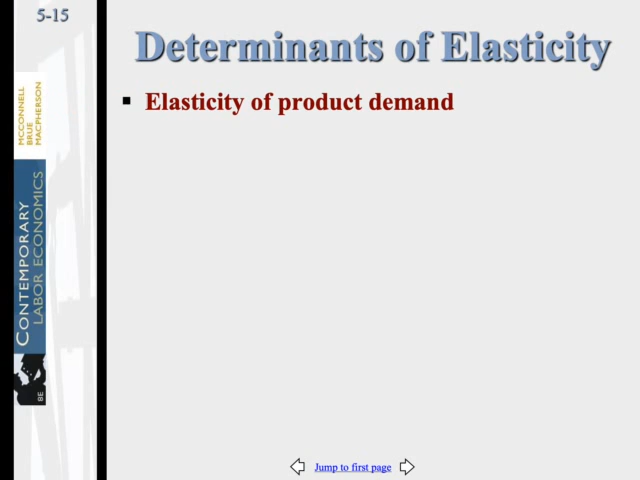 5-15
Determinants of Elasticity
▪ Elasticity of product demand
MCCONNELL
BRUE
MACPHERSON
CONTEMPORARY
LABOR ECONOMICS
8E
Jump to first page